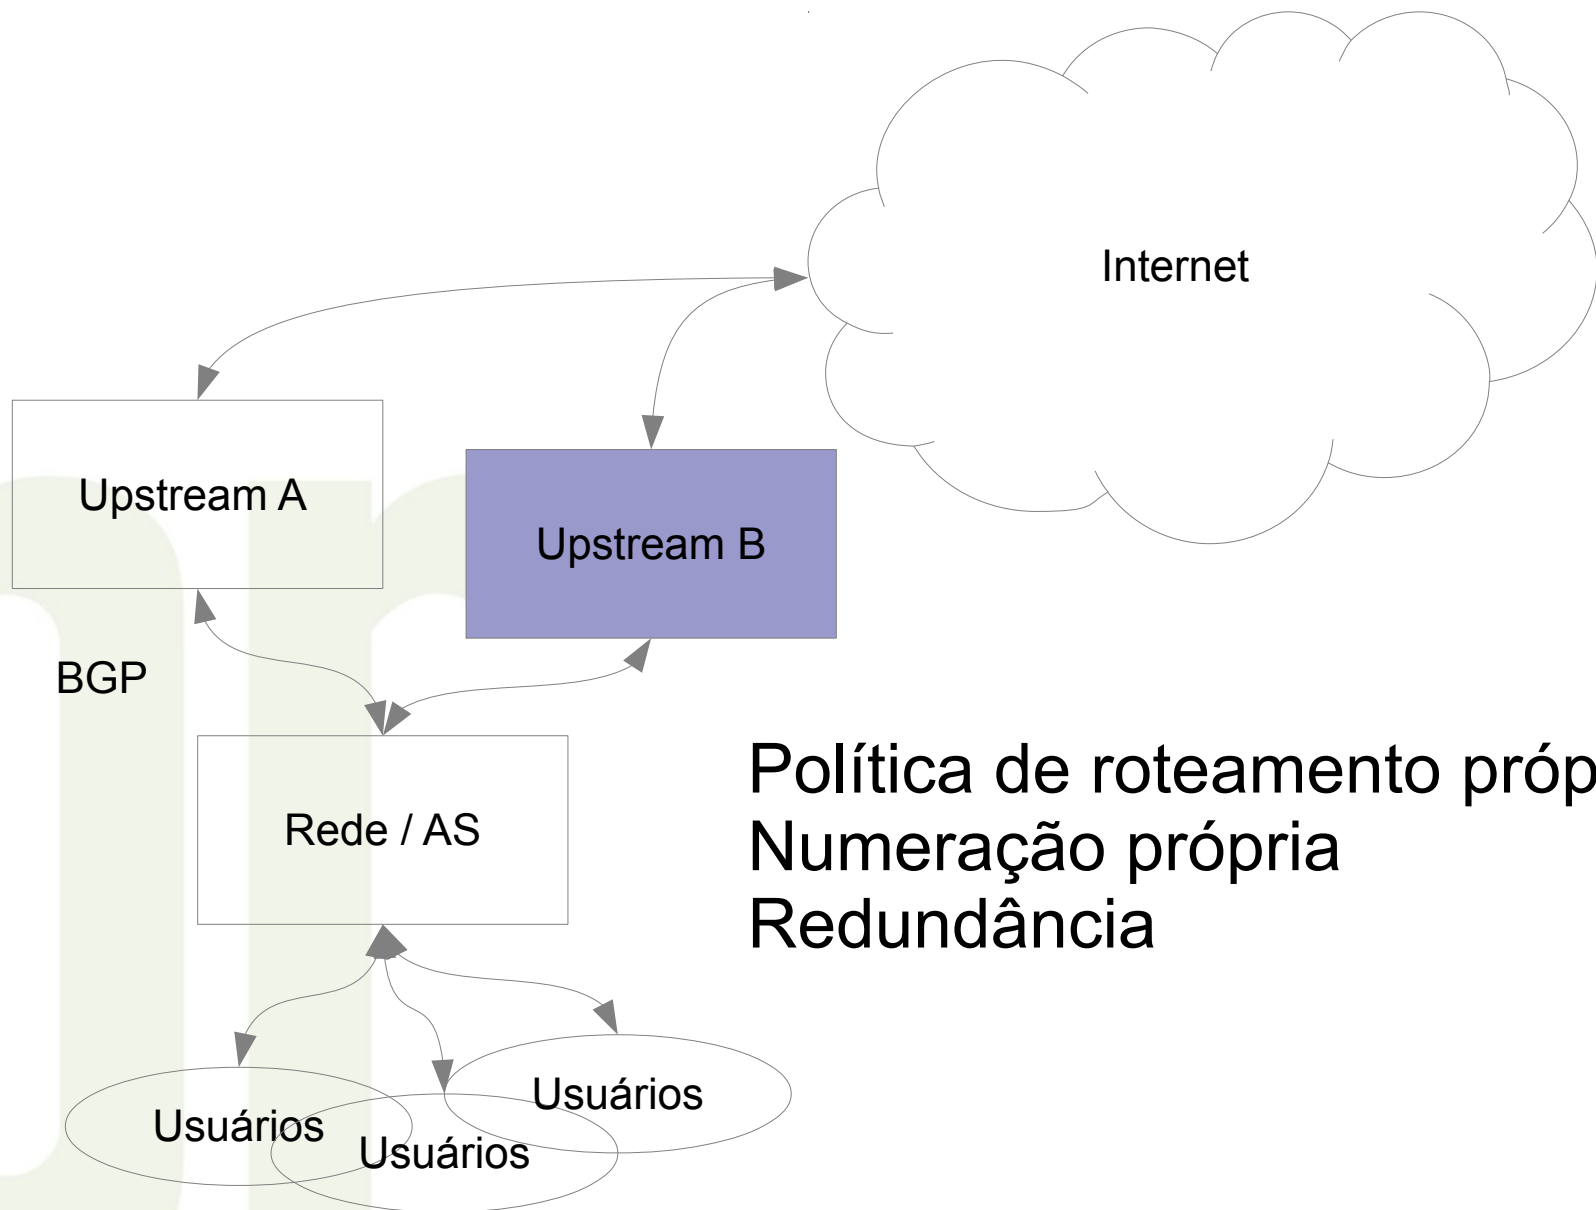 Internet
Upstream A
Upstream B
BGP
Rede / AS
Política de roteamento próp
Numeração própria
Redundância
Usuários
Usuários
Usuários